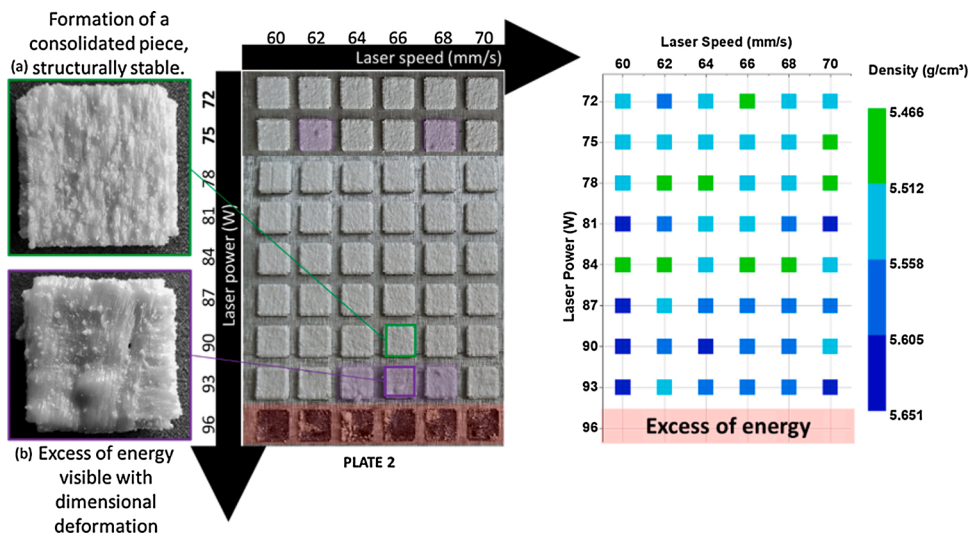 Formation of a
consolidated piece,
(a) structurally stable.
(b) Excess of energy
visible with
dimensional
deformation
60 62 64 66 68 70
Laser speed (mm/s)
Laser power (W)
72
75
78
81
84
87
90
93
96
PLATE 2
Laser Speed (mm/s)
60 62 64 66 68 70
Laser Power (W)
72
75
78
81
84
87
90
93
96
Excess of energy
Density (g/cm³)
5.466
5.512
5.558
5.605
5.651